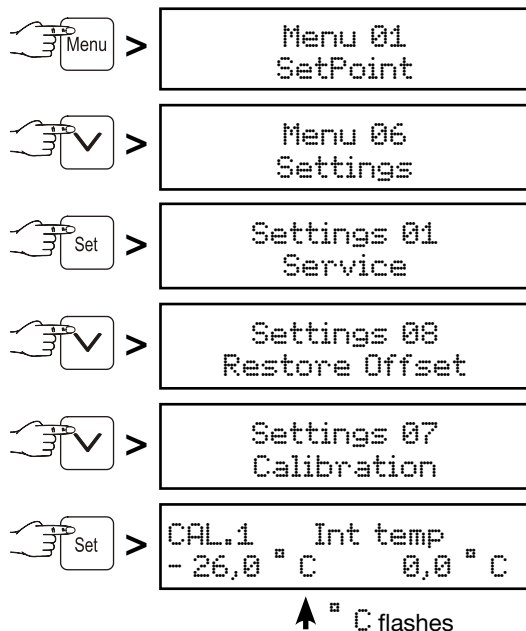 Menu >
Menu 01
SetPoint
>
Menu 06
Settings
Set >
Settings 01
Service
>
Settings 08
Restore Offset
>
Settings 07
Calibration
Set >
CAL.1 Int temp
- 26,0 ° C 0,0 ° C
° C flashes